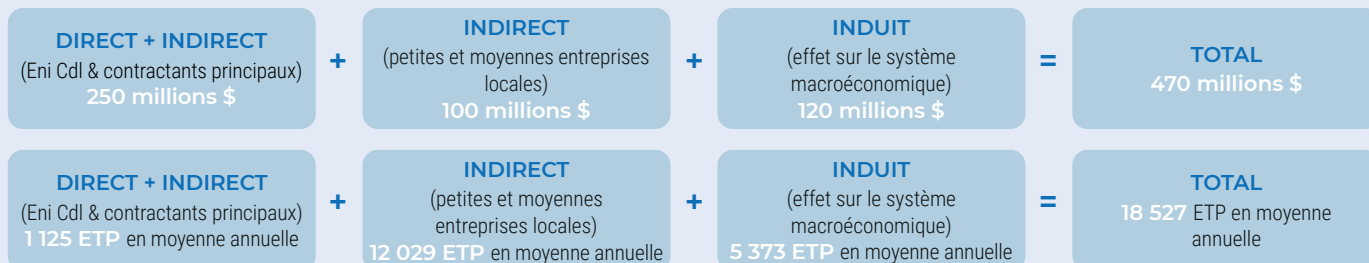 DIRECT + INDIRECT
(Eni CdI & contractants principaux)
250 millions $
+
INDIRECT
(petites et moyennes entreprises
locales)
100 millions $
+
INDUIT
(effet sur le système
macroéconomique)
120 millions $
=
TOTAL
470 millions $
DIRECT + INDIRECT
(Eni CdI & contractants principaux)
1 125 ETP en moyenne annuelle
+
INDIRECT
(petites et moyennes
entreprises locales)
12 029 ETP en moyenne annuelle
+
INDUIT
(effet sur le système
macroéconomique)
5 373 ETP en moyenne annuelle
=
TOTAL
18 527 ETP en moyenne
annuelle